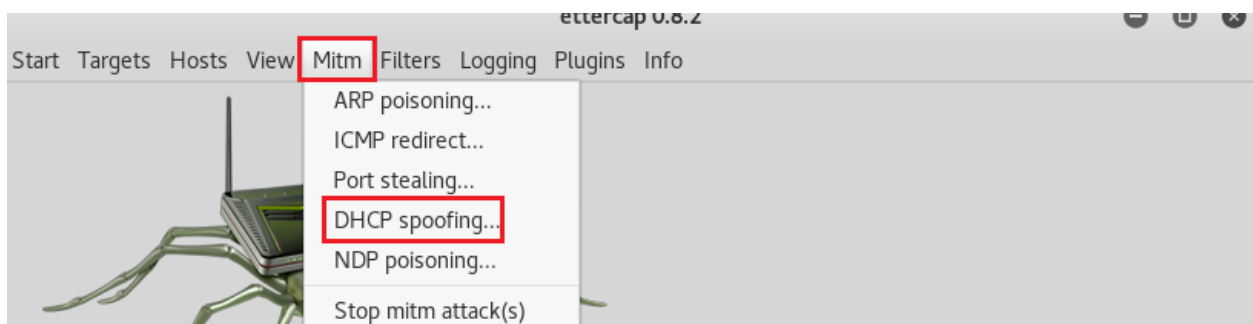 ettercap 0.8.2
Start Targets Hosts View Mitm Filters Logging Plugins Info
ARP poisoning...
ICMP redirect...
Port stealing...
DHCP spoofing...
NDP poisoning...
Stop mitm attack(s)